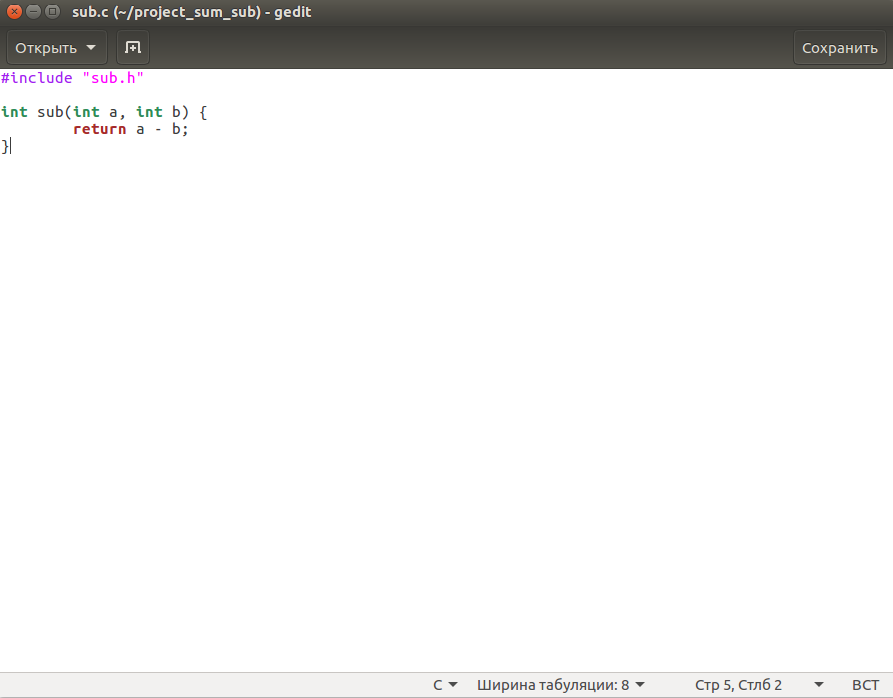 sub.c (~/project_sum_sub) - gedit
Открыть
Сохранить
#include "sub.h"
int sub(int a, int b) {
return a - b;
}
C
Ширина табуляции: 8
Стр 5, Стлб 2
ВСТ